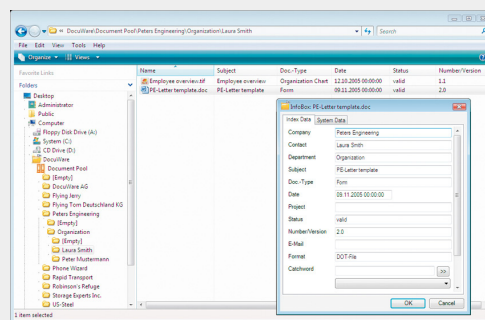 « DocuWare ▸ Document Pool ▸ Peters Engineering ▸ Organization ▸ Laura Smith
Search
File Edit View Tools Help
Organize Views
Favorite Links
Folders
Desktop
Administrator
Public
Computer
Floppy Disk Drive (A:)
System (C:)
CD Drive (D:)
DocuWare
Document Pool
[Empty]
DocuWare AG
Flying Jerry
Flying Tom Deutschland KG
Peters Engineering
[Empty]
Organization
[Empty]
Laura Smith
Peter Mustermann
Phone Wizard
Rapid Transport
Robinson's Refuge
Storage Experts Inc.
US-Steel
1 item selected
Name Subject Doc.-Type Date Status Number/Version
Employee overview.tif Employee overview Organization Chart 12.10.2005 00:00:00 valid 1.1
PE-Letter template.doc PE-Letter template Form 09.11.2005 00:00:00 valid 2.0
InfoBox: PE-Letter template.doc
Index Data System Data
Company Peters Engineering
Contact Laura Smith
Department Organization
Subject PE-Letter template
Doc.-Type Form
Date 09.11.2005 00:00:00
Project
Status valid
Number/Version 2.0
E-Mail
Format DOT-File
Catchword >>
OK Cancel